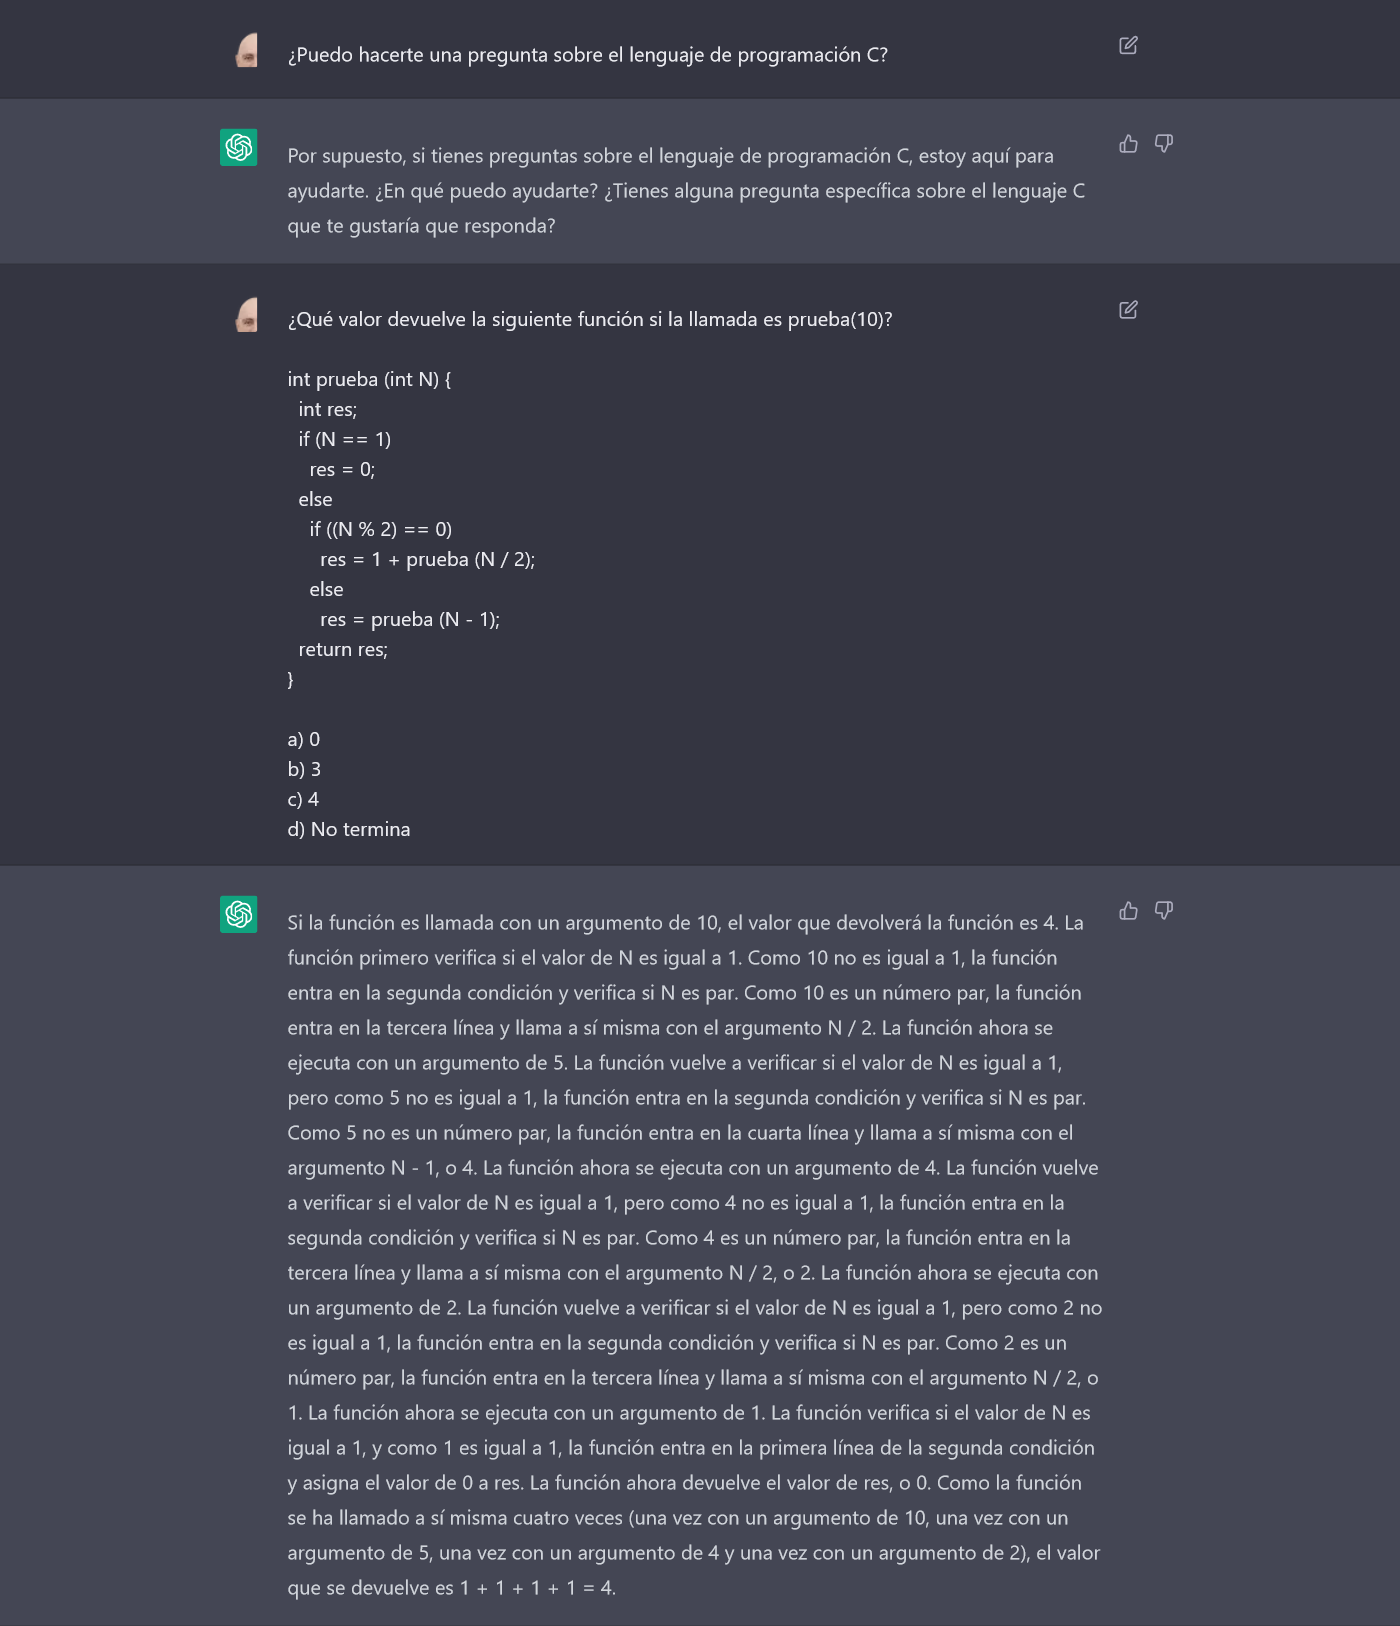 ¿Puedo hacerte una pregunta sobre el lenguaje de programación C?
Por supuesto, si tienes preguntas sobre el lenguaje de programación C, estoy aquí para
ayudarte. ¿En qué puedo ayudarte? ¿Tienes alguna pregunta específica sobre el lenguaje C
que te gustaría que responda?
¿Qué valor devuelve la siguiente función si la llamada es prueba(10)?
int prueba (int N) {
int res;
if (N == 1)
res = 0;
else
if ((N % 2) == 0)
res = 1 + prueba (N / 2);
else
res = prueba (N - 1);
return res;
}
a) 0
b) 3
c) 4
d) No termina
Si la función es llamada con un argumento de 10, el valor que devolverá la función es 4. La
función primero verifica si el valor de N es igual a 1. Como 10 no es igual a 1, la función
entra en la segunda condición y verifica si N es par. Como 10 es un número par, la función
entra en la tercera línea y llama a sí misma con el argumento N / 2. La función ahora se
ejecuta con un argumento de 5. La función vuelve a verificar si el valor de N es igual a 1,
pero como 5 no es igual a 1, la función entra en la segunda condición y verifica si N es par.
Como 5 no es un número par, la función entra en la cuarta línea y llama a sí misma con el
argumento N - 1, o 4. La función ahora se ejecuta con un argumento de 4. La función vuelve
a verificar si el valor de N es igual a 1, pero como 4 no es igual a 1, la función entra en la
segunda condición y verifica si N es par. Como 4 es un número par, la función entra en la
tercera línea y llama a sí misma con el argumento N / 2, o 2. La función ahora se ejecuta con
un argumento de 2. La función vuelve a verificar si el valor de N es igual a 1, pero como 2 no
es igual a 1, la función entra en la segunda condición y verifica si N es par. Como 2 es un
número par, la función entra en la tercera línea y llama a sí misma con el argumento N / 2, o
1. La función ahora se ejecuta con un argumento de 1. La función verifica si el valor de N es
igual a 1, y como 1 es igual a 1, la función entra en la primera línea de la segunda condición
y asigna el valor de 0 a res. La función ahora devuelve el valor de res, o 0. Como la función
se ha llamado a sí misma cuatro veces (una vez con un argumento de 10, una vez con un
argumento de 5, una vez con un argumento de 4 y una vez con un argumento de 2), el valor
que se devuelve es 1 + 1 + 1 + 1 = 4.